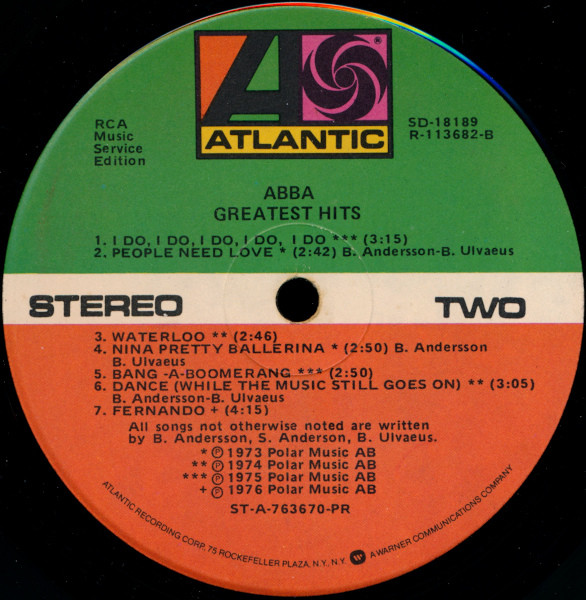 ATLANTIC
RCA
Music
Service
Edition
SD-18189
R-113682-B
ABBA
GREATEST HITS
1. I DO, I DO, I DO, I DO, I DO *** (3:15)
2. PEOPLE NEED LOVE * (2:42) B. Andersson-B. Ulvaeus
STEREO
TWO
3. WATERLOO ** (2:46)
4. NINA PRETTY BALLERINA * (2:50) B. Andersson
B. Ulvaeus
5. BANG -A-BOOMERANG *** (2:50)
6. DANCE (WHILE THE MUSIC STILL GOES ON) ** (3:05)
B. Andersson-B. Ulvaeus
7. FERNANDO + (4:15)
All songs not otherwise noted are written
by B. Andersson, S. Anderson, B. Ulvaeus.
* ℗ 1973 Polar Music AB
** ℗ 1974 Polar Music AB
*** ℗ 1975 Polar Music AB
+ ℗ 1976 Polar Music AB
ST-A-763670-PR
ATLANTIC RECORDING CORP. 75 ROCKEFELLER PLAZA, N.Y. N.Y. A WARNER COMMUNICATIONS COMPANY